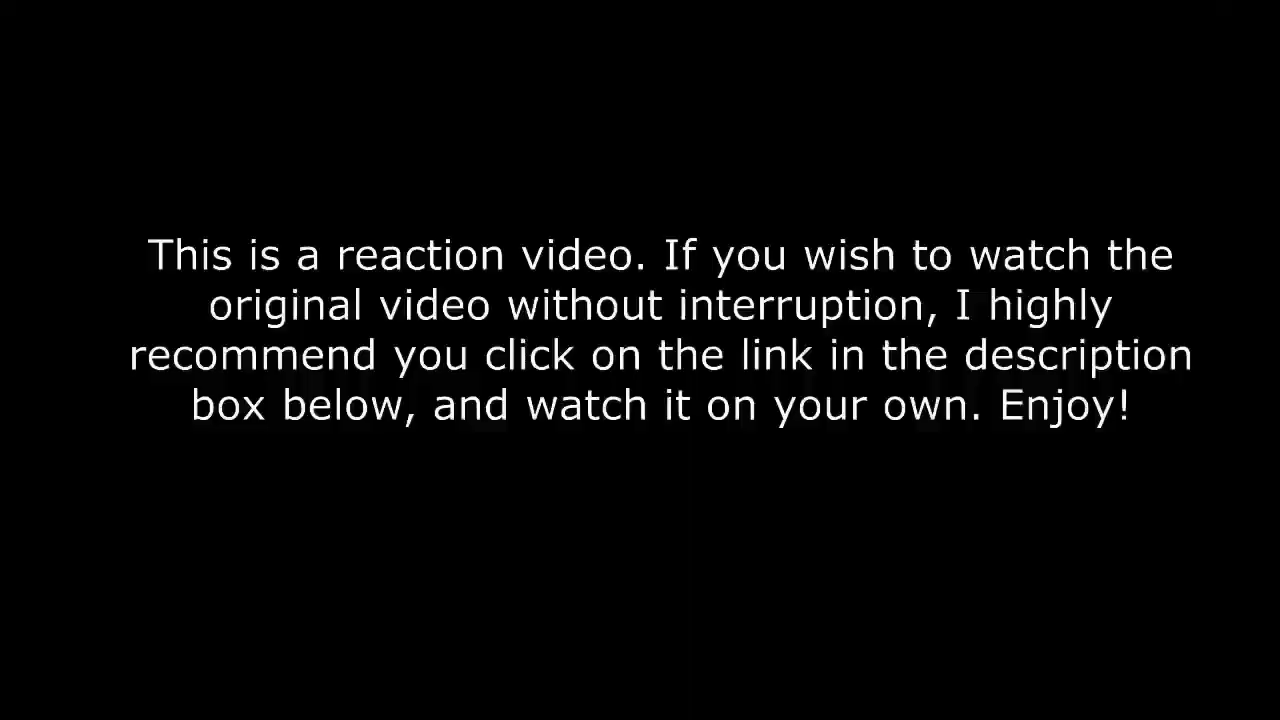 This is a reaction video. If you wish to watch the
original video without interruption, I highly
recommend you click on the link in the description
box below, and watch it on your own. Enjoy!